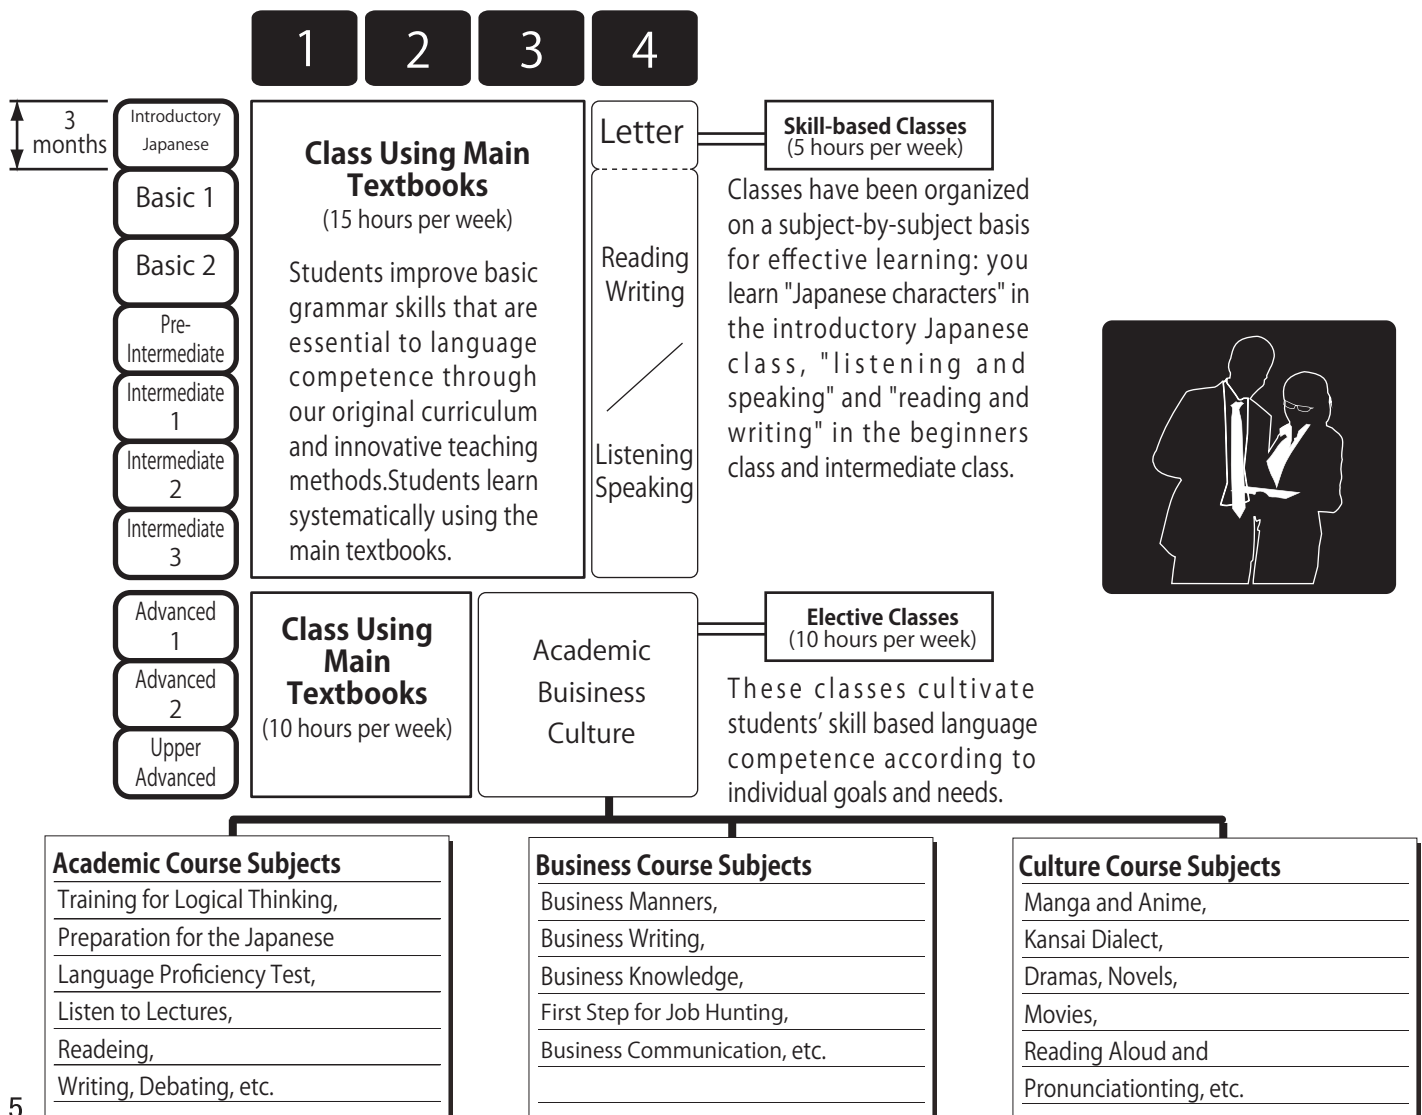 1 2 3 4
3
months
Introductory
Japanese
Basic 1
Basic 2
Pre-
Intermediate
Intermediate
1
Intermediate
2
Intermediate
3
Class Using Main
Textbooks
(15 hours per week)
Students improve basic
grammar skills that are
essential to language
competence through
our original curriculum
and innovative teaching
methods.Students learn
systematically using the
main textbooks.
Letter
Reading
Writing
Listening
Speaking
Skill-based Classes
(5 hours per week)
Classes have been organized
on a subject-by-subject basis
for effective learning: you
learn "Japanese characters" in
the introductory Japanese
class, "listening and
speaking" and "reading and
writing" in the beginners
class and intermediate class.
Advanced
1
Advanced
2
Upper
Advanced
Class Using
Main
Textbooks
(10 hours per week)
Academic
Buisiness
Culture
Elective Classes
(10 hours per week)
These classes cultivate
students’ skill based language
competence according to
individual goals and needs.
Academic Course Subjects
Training for Logical Thinking,
Preparation for the Japanese
Language Proficiency Test,
Listen to Lectures,
Readeing,
Writing, Debating, etc.
Business Course Subjects
Business Manners,
Business Writing,
Business Knowledge,
First Step for Job Hunting,
Business Communication, etc.
Culture Course Subjects
Manga and Anime,
Kansai Dialect,
Dramas, Novels,
Movies,
Reading Aloud and
Pronunciationting, etc.
5